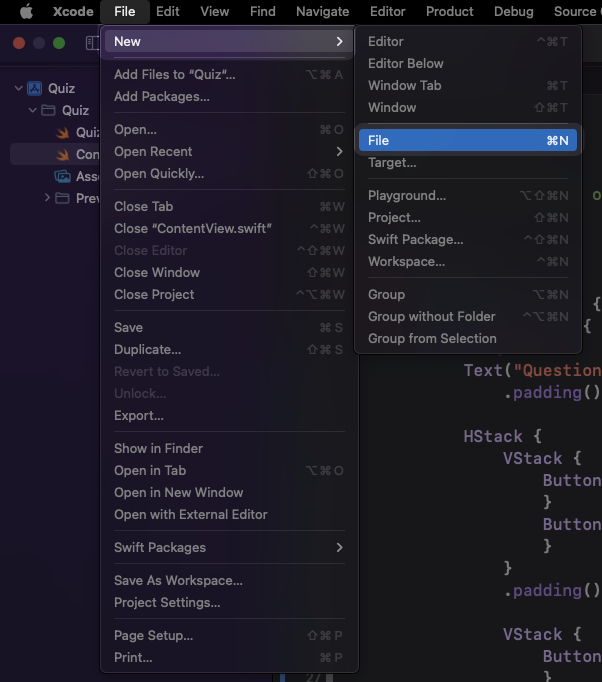 Xcode File Edit View Find Navigate Editor Product Debug Source
New >
Add Files to “Quiz”... ⌥⌘A
Add Packages...
Open... ⌘O
Open Recent >
Open Quickly... ⇧⌘O
Close Tab ⌘W
Close “ContentView.swift” ^⌘W
Close Editor ^⇧⌘W
Close Window ⇧⌘W
Close Project ^⌥⌘W
Save ⌘S
Duplicate... ⇧⌘S
Revert to Saved...
Unlock...
Export...
Show in Finder
Open in Tab ⌥⌘O
Open in New Window
Open with External Editor
Swift Packages >
Save As Workspace...
Project Settings...
Page Setup... ⇧⌘P
Print... ⌘P
Editor ^⌘T
Editor Below
Window Tab ⌘T
Window ⇧⌘T
File ⌘N
Target...
Playground... ⌥⇧⌘N
Project... ⇧⌘N
Swift Package... ^⇧⌘N
Workspace... ^⌘N
Group ⌥⌘N
Group without Folder ^⌥⌘N
Group from Selection
Quiz
Quiz
Quiz
Con
Asse
Prev
o
{
{
Text("Question
.padding()
HStack {
VStack {
Button
}
Button
}
}
.padding()
VStack {
Button
}
27